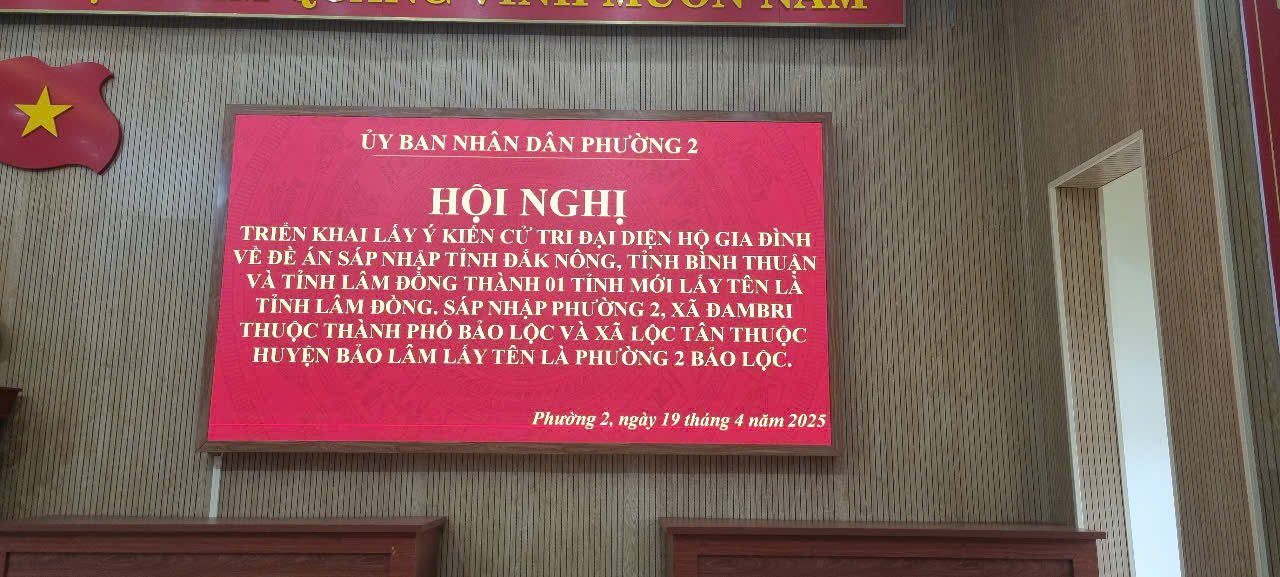 QUANG VINH MUÔN NĂM
ỦY BAN NHÂN DÂN PHƯỜNG 2
HỘI NGHỊ
TRIỂN KHAI LẤY Ý KIẾN CỬ TRI ĐẠI DIỆN HỘ GIA ĐÌNH
VỀ ĐỀ ÁN SÁP NHẬP TỈNH ĐẮK NÔNG, TỈNH BÌNH THUẬN
VÀ TỈNH LÂM ĐỒNG THÀNH 01 TỈNH MỚI LẤY TÊN LÀ
TỈNH LÂM ĐỒNG. SÁP NHẬP PHƯỜNG 2, XÃ ĐAMBRI
THUỘC THÀNH PHỐ BẢO LỘC VÀ XÃ LỘC TÂN THUỘC
HUYỆN BẢO LÂM LẤY TÊN LÀ PHƯỜNG 2 BẢO LỘC.
Phường 2, ngày 19 tháng 4 năm 2025